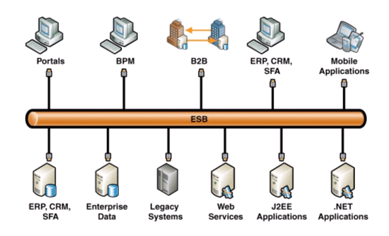 Portals
BPM
B2B
ERP, CRM,
SFA
Mobile
Applications
ESB
ERP, CRM,
SFA
Enterprise
Data
Legacy
Systems
Web
Services
J2EE
Applications
.NET
Applications